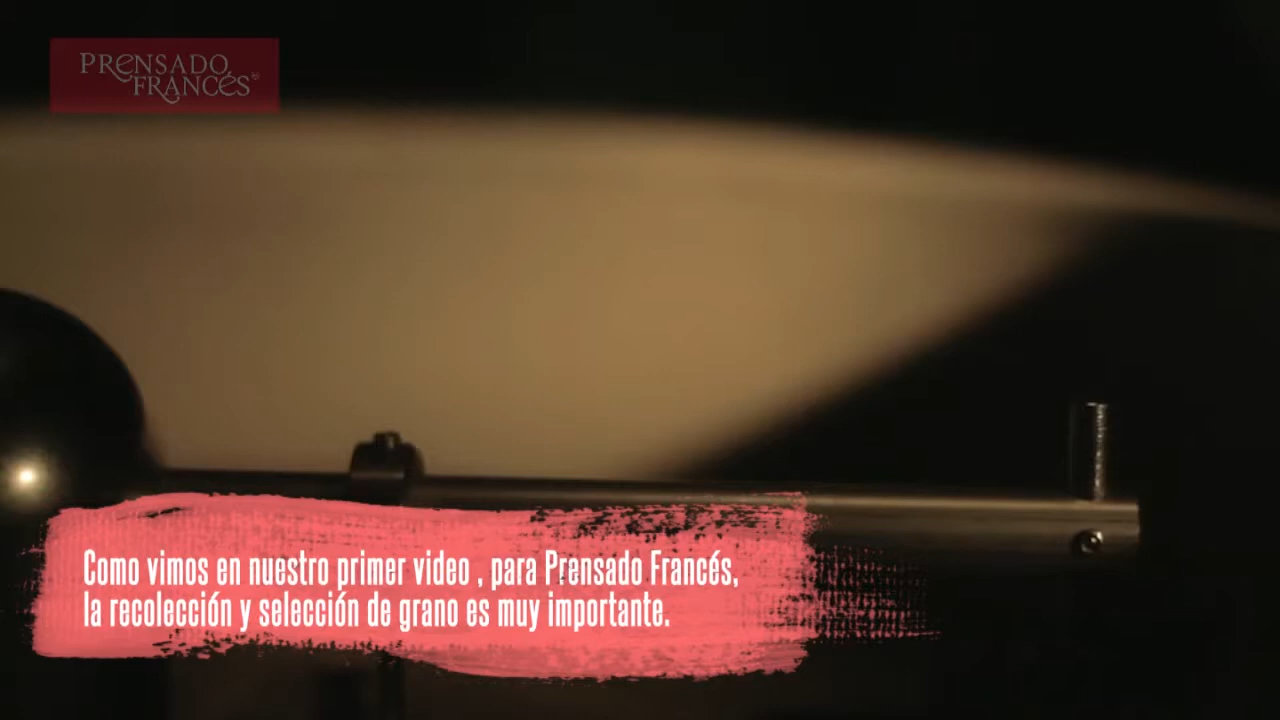 PRENSADO
FRANCÉS
Como vimos en nuestro primer video , para Prensado Francés,
la recolección y selección de grano es muy importante.